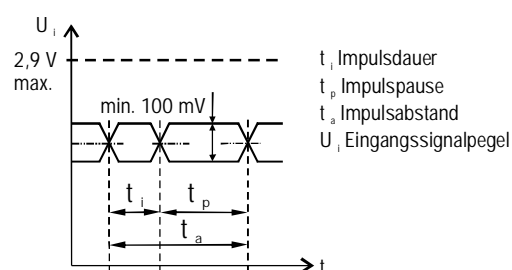 U i
2,9 V
max.
min. 100 mV
t i
t p
t a
t
t i Impulsdauer
t p Impulspause
t a Impulsabstand
U i Eingangssignalpegel